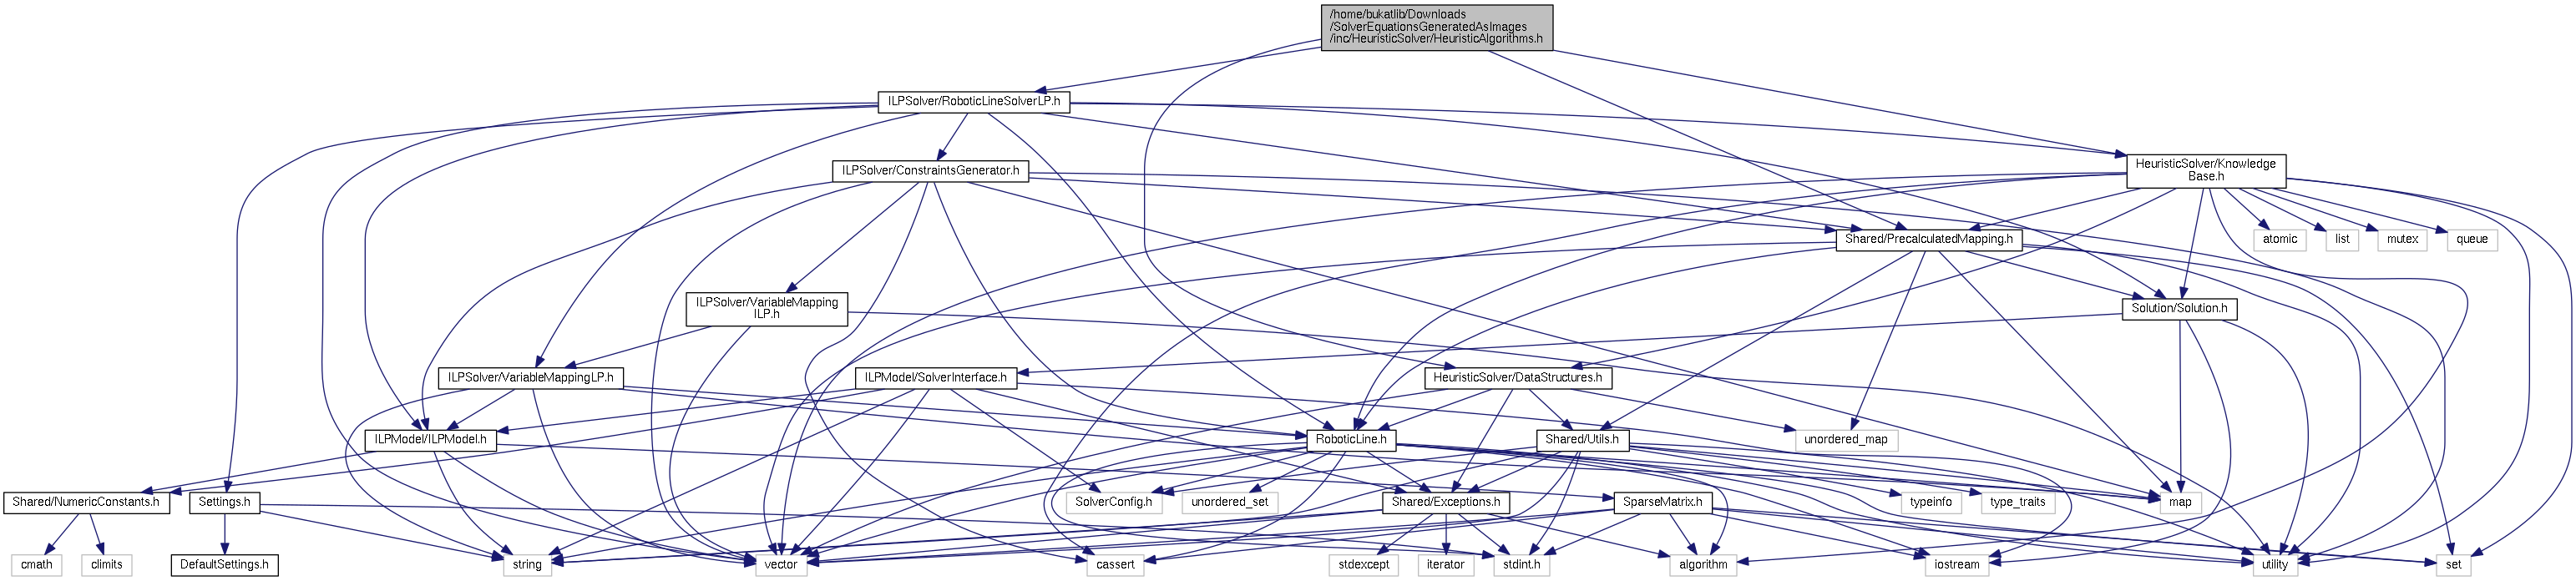 /home/bukatlib/Downloads
/SolverEquationsGeneratedAsImages
/inc/HeuristicSolver/HeuristicAlgorithms.h
ILPSolver/RoboticLineSolverLP.h
ILPSolver/ConstraintsGenerator.h
HeuristicSolver/Knowledge
Base.h
Shared/PrecalculatedMapping.h
atomic
list
mutex
queue
ILPSolver/VariableMapping
ILP.h
Solution/Solution.h
ILPSolver/VariableMappingLP.h
ILPModel/SolverInterface.h
HeuristicSolver/DataStructures.h
ILPModel/ILPModel.h
RoboticLine.h
Shared/Utils.h
unordered_map
Shared/NumericConstants.h
Settings.h
SolverConfig.h
unordered_set
Shared/Exceptions.h
SparseMatrix.h
typeinfo
type_traits
map
cmath
climits
DefaultSettings.h
string
vector
cassert
stdexcept
iterator
stdint.h
algorithm
iostream
utility
set